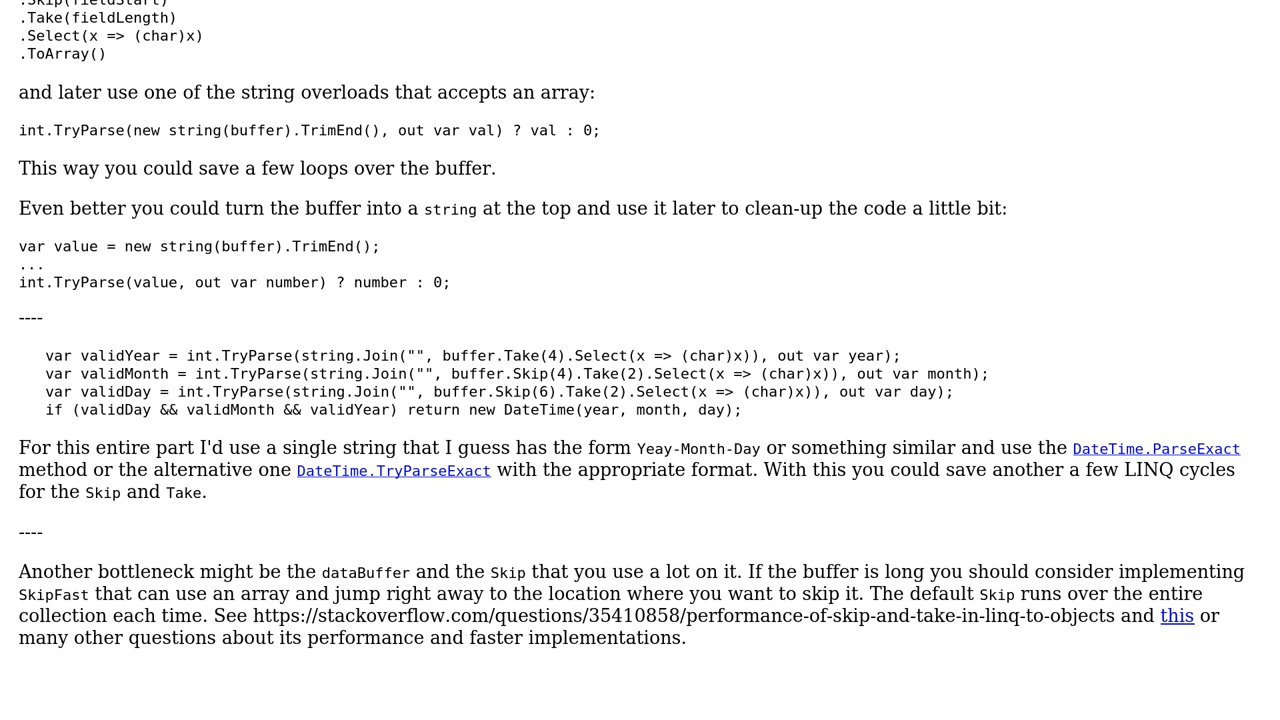 .Skip(fieldStart)
.Take(fieldLength)
.Select(x => (char)x)
.ToArray()
and later use one of the string overloads that accepts an array:
int.TryParse(new string(buffer).TrimEnd(), out var val) ? val : 0;
This way you could save a few loops over the buffer.
Even better you could turn the buffer into a string at the top and use it later to clean-up the code a little bit:
var value = new string(buffer).TrimEnd();
...
int.TryParse(value, out var number) ? number : 0;
----
var validYear = int.TryParse(string.Join("", buffer.Take(4).Select(x => (char)x)), out var year);
var validMonth = int.TryParse(string.Join("", buffer.Skip(4).Take(2).Select(x => (char)x)), out var month);
var validDay = int.TryParse(string.Join("", buffer.Skip(6).Take(2).Select(x => (char)x)), out var day);
if (validDay && validMonth && validYear) return new DateTime(year, month, day);
For this entire part I'd use a single string that I guess has the form Yeay-Month-Day or something similar and use the DateTime.ParseExact
method or the alternative one DateTime.TryParseExact with the appropriate format. With this you could save another a few LINQ cycles
for the Skip and Take.
----
Another bottleneck might be the dataBuffer and the Skip that you use a lot on it. If the buffer is long you should consider implementing
SkipFast that can use an array and jump right away to the location where you want to skip it. The default Skip runs over the entire
collection each time. See https://stackoverflow.com/questions/35410858/performance-of-skip-and-take-in-linq-to-objects and this or
many other questions about its performance and faster implementations.